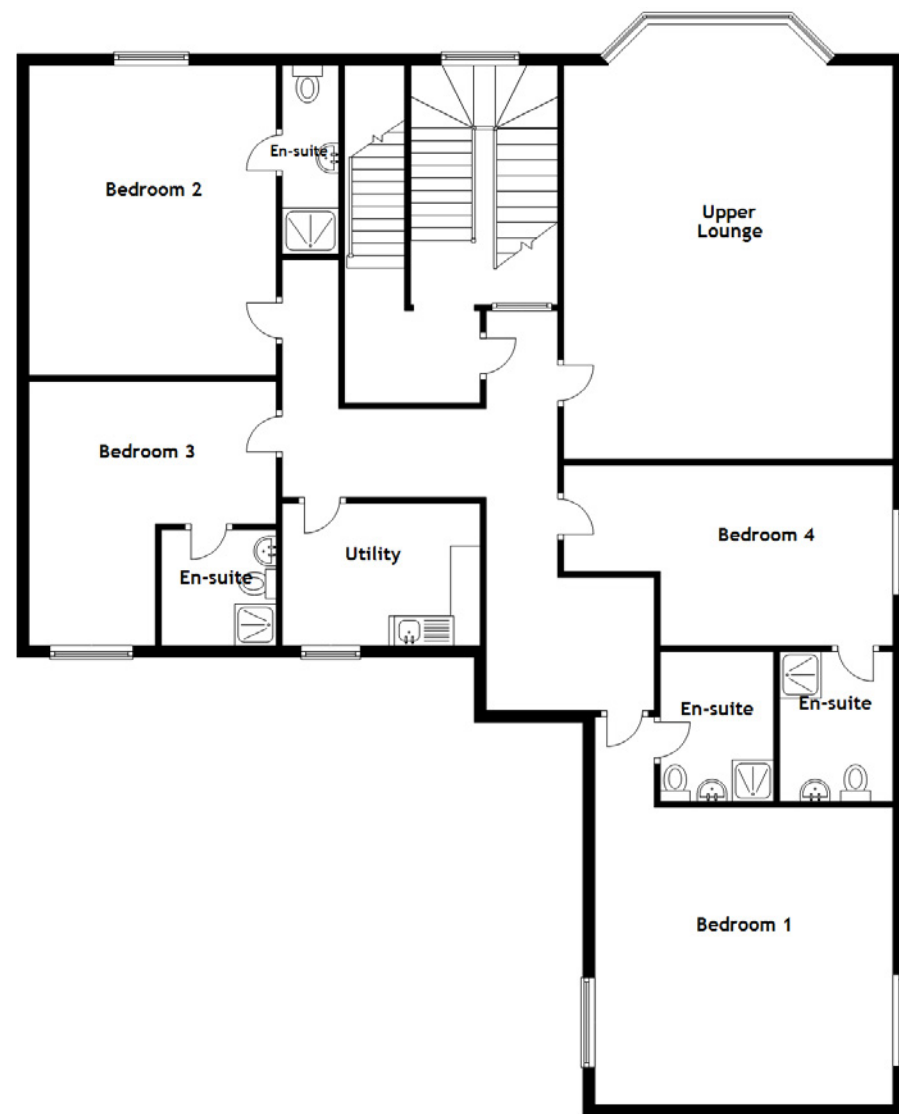 En-suite
Bedroom 2
Upper
Lounge
Bedroom 3
Utility
Bedroom 4
En-suite
En-suite
En-suite
Bedroom 1